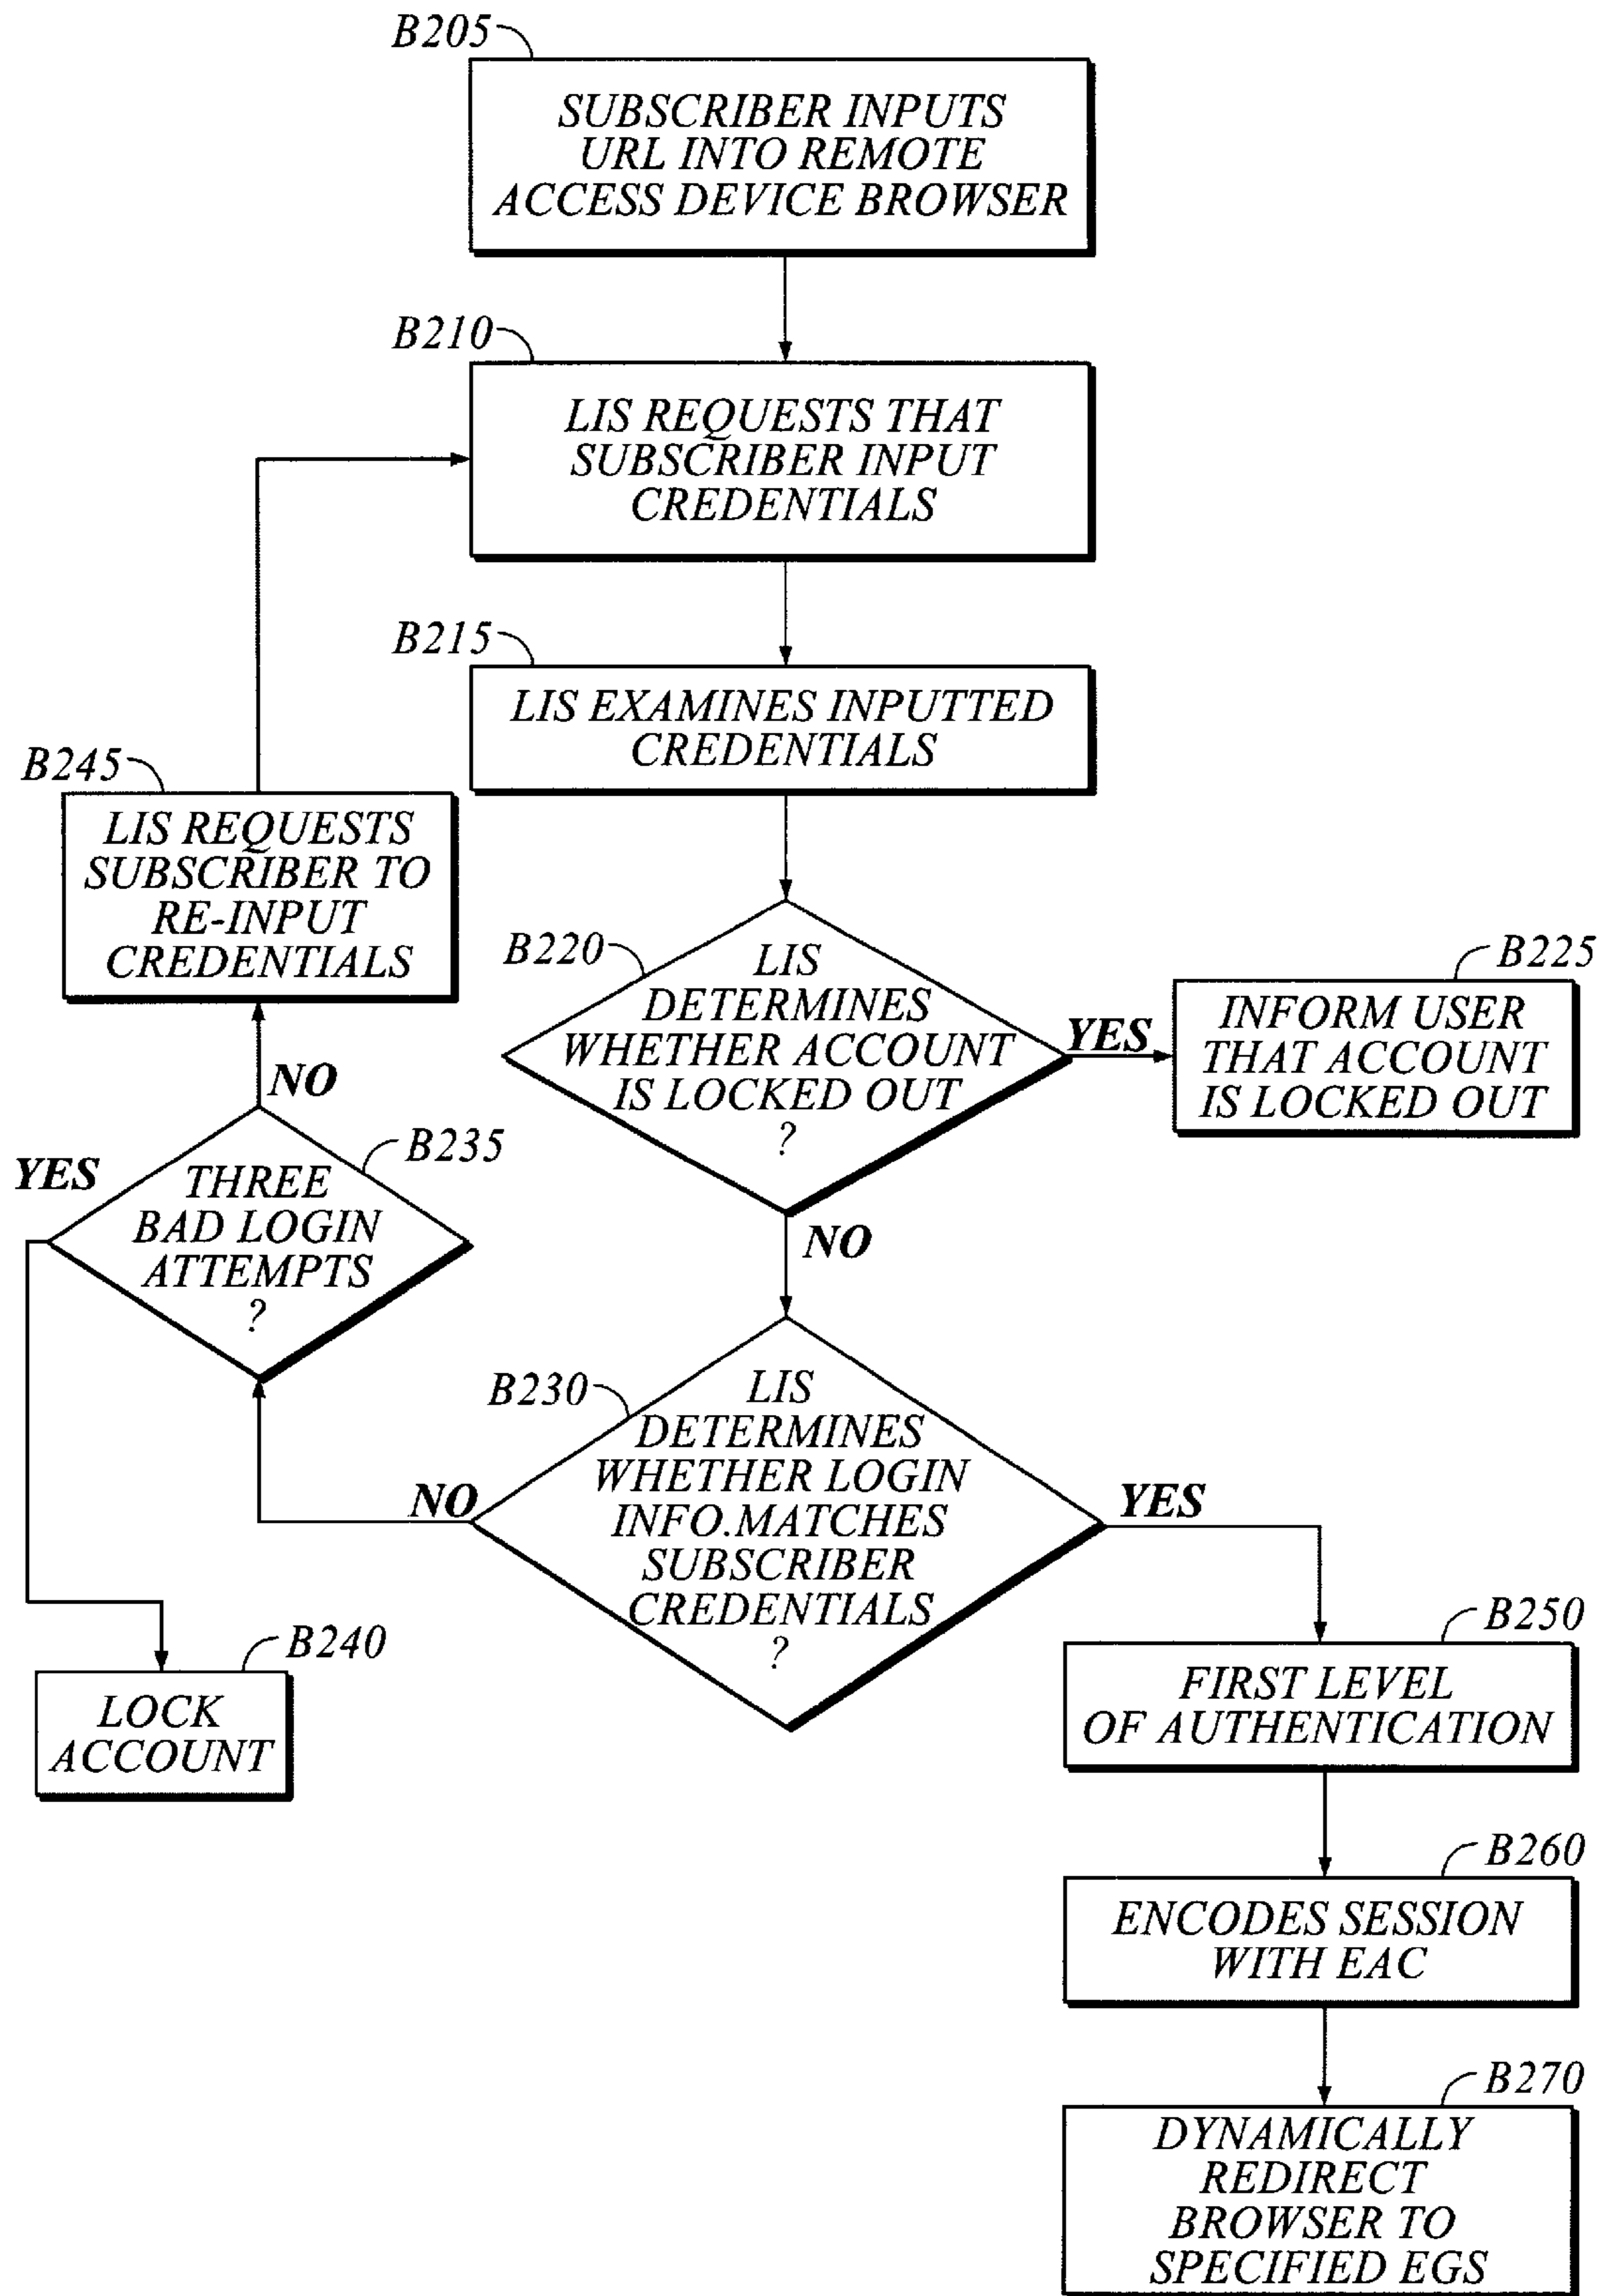 B205
SUBSCRIBER INPUTS
URL INTO REMOTE
ACCESS DEVICE BROWSER
B210
LIS REQUESTS THAT
SUBSCRIBER INPUT
CREDENTIALS
B215
LIS EXAMINES INPUTTED
CREDENTIALS
B245
LIS REQUESTS
SUBSCRIBER TO
RE-INPUT
CREDENTIALS
B220
LIS
DETERMINES
WHETHER ACCOUNT
IS LOCKED OUT
?
YES
B225
INFORM USER
THAT ACCOUNT
IS LOCKED OUT
NO
B235
YES
THREE
BAD LOGIN
ATTEMPTS
?
NO
B230
LIS
DETERMINES
WHETHER LOGIN
INFO.MATCHES
SUBSCRIBER
CREDENTIALS
?
NO
YES
B240
LOCK
ACCOUNT
B250
FIRST LEVEL
OF AUTHENTICATION
B260
ENCODES SESSION
WITH EAC
B270
DYNAMICALLY
REDIRECT
BROWSER TO
SPECIFIED EGS